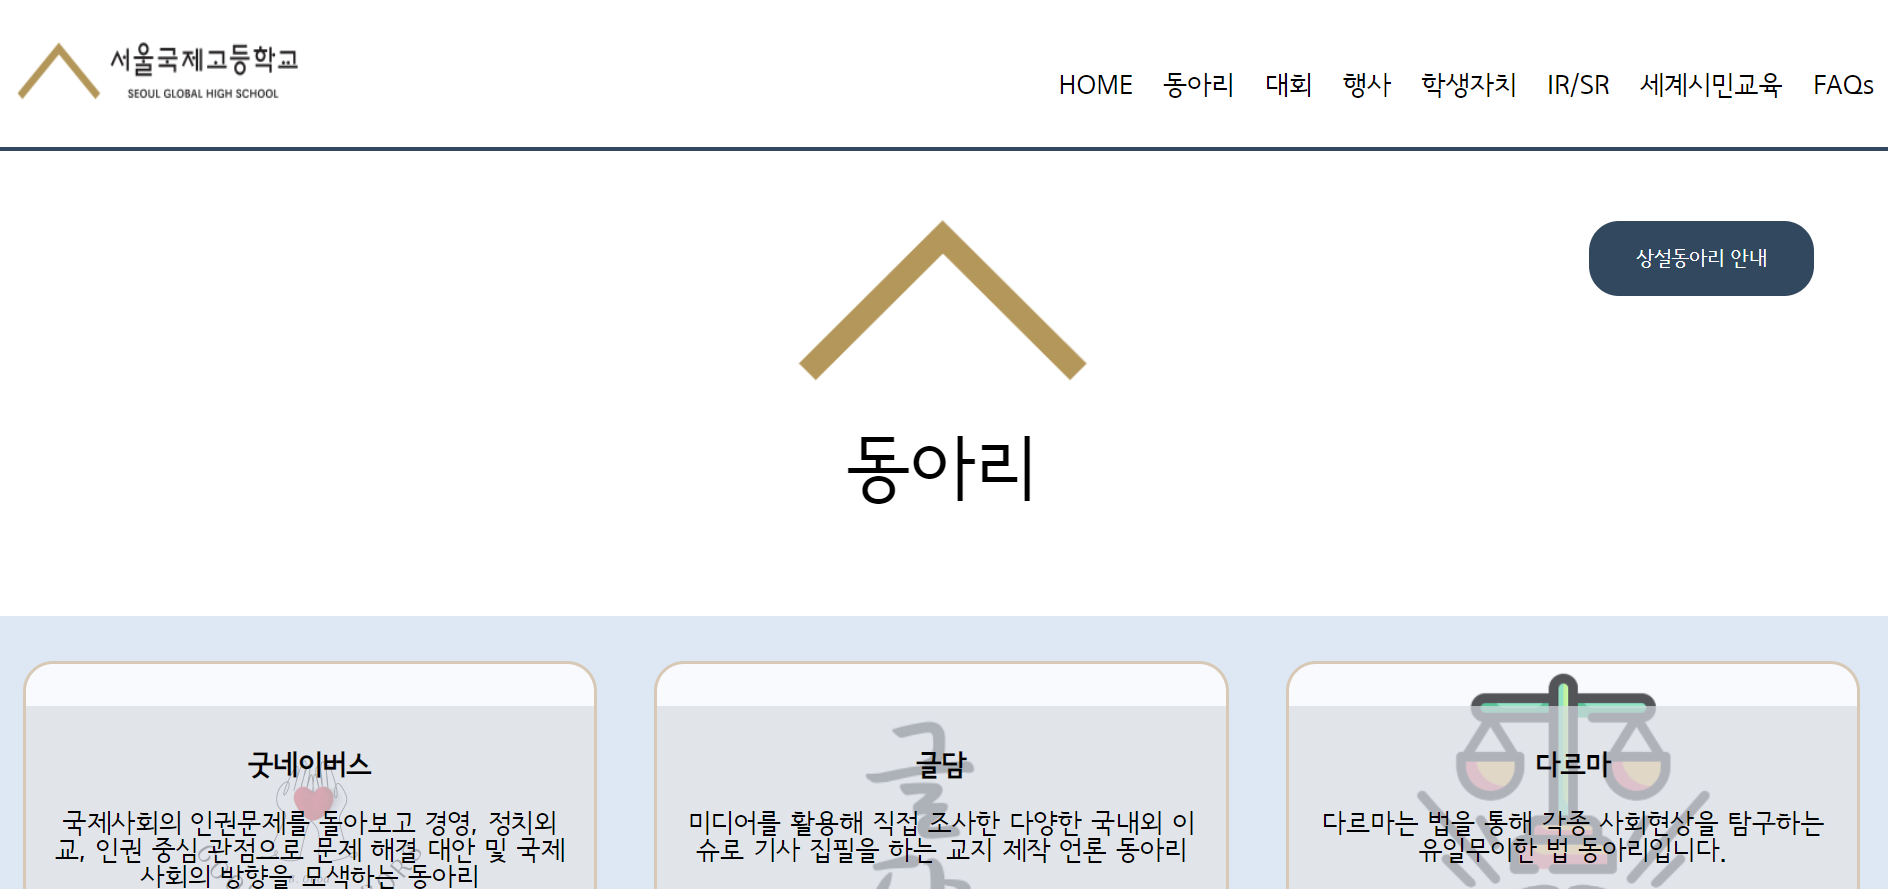 서울국제고등학교
SEOUL GLOBAL HIGH SCHOOL
HOME 동아리 대회 행사 학생자치 IR/SR 세계시민교육 FAQs
상설동아리 안내
동아리
굿네이버스
국제사회의 인권문제를 돌아보고 경영, 정치외
교, 인권 중심 관점으로 문제 해결 대안 및 국제
사회의 방향을 모색하는 동아리
글담
미디어를 활용해 직접 조사한 다양한 국내외 이
슈로 기사 집필을 하는 교지 제작 언론 동아리
글
다르마
다르마는 법을 통해 각종 사회현상을 탐구하는
유일무이한 법 동아리입니다.